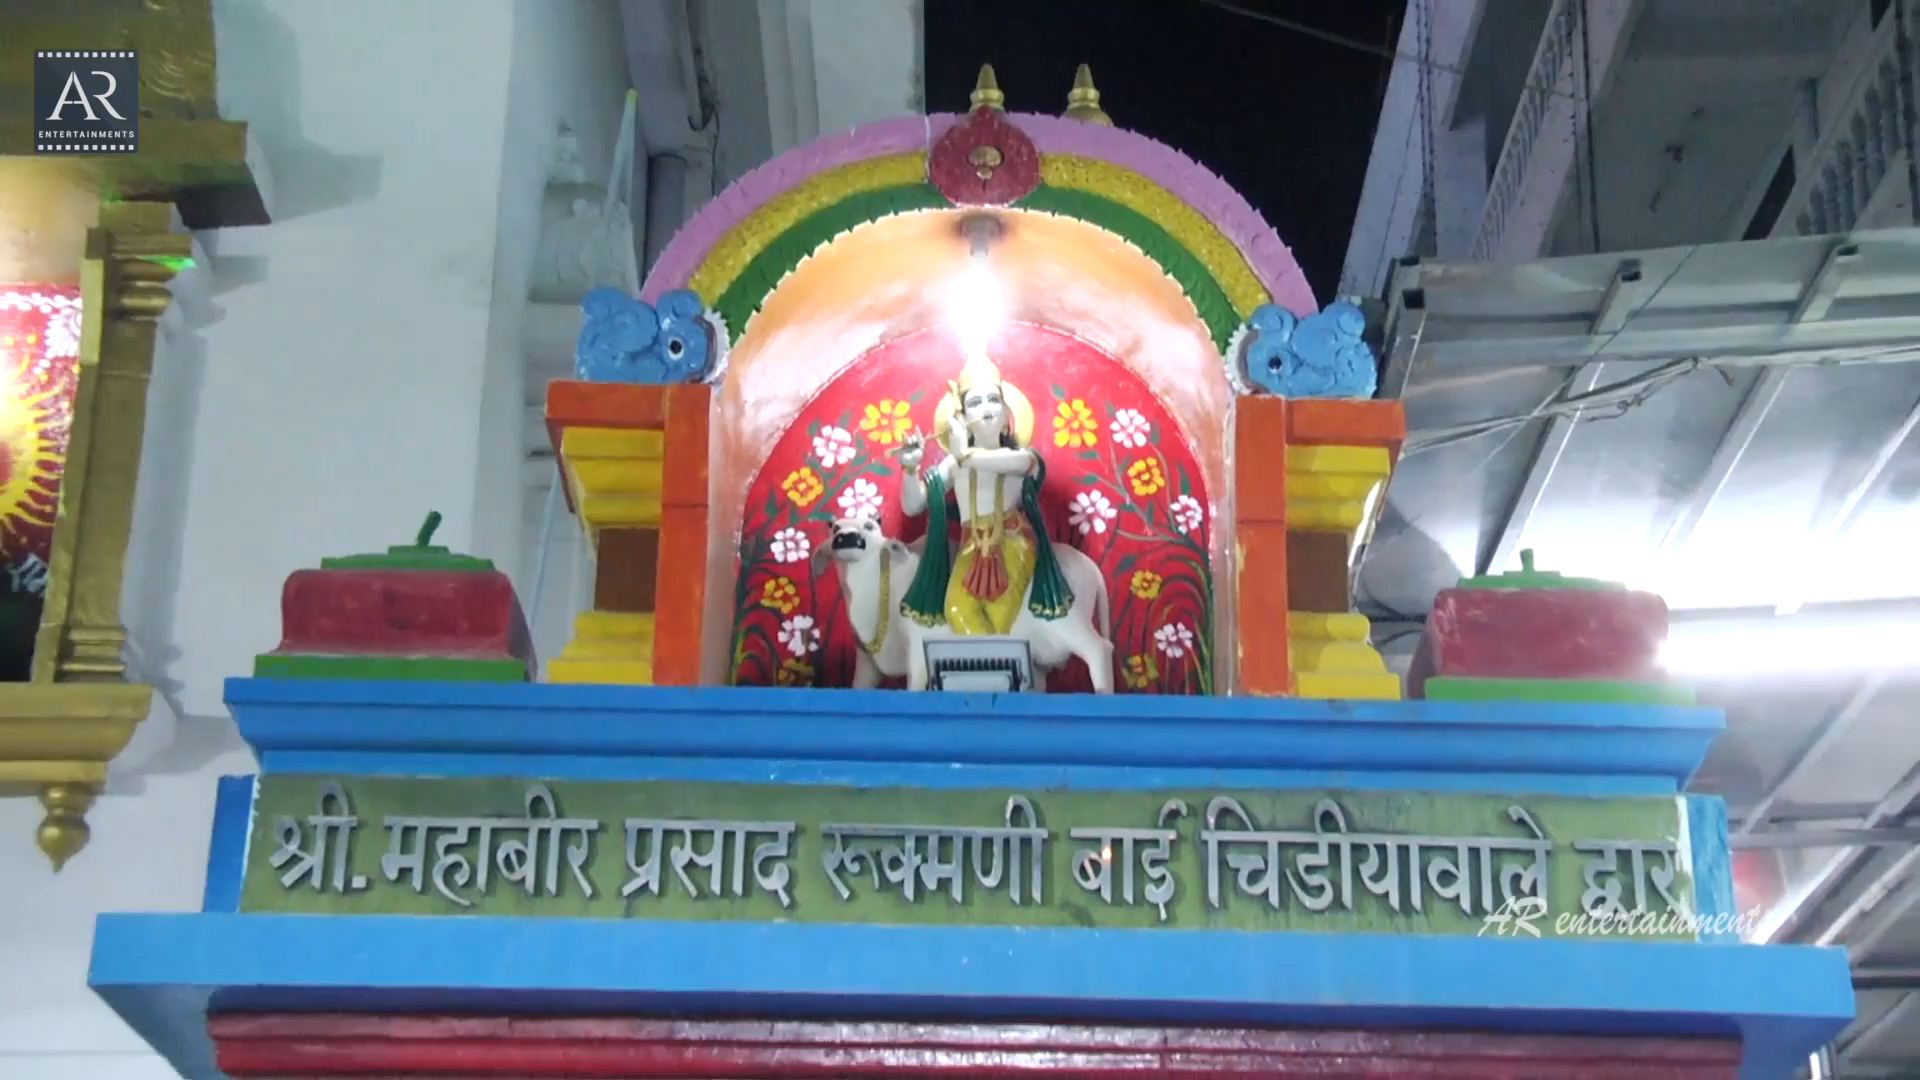 AR
ENTERTAINMENTS
श्री. महाबीर प्रसाद रूक्मणी बाई चिडीयावाले द्वार
AR entertainments